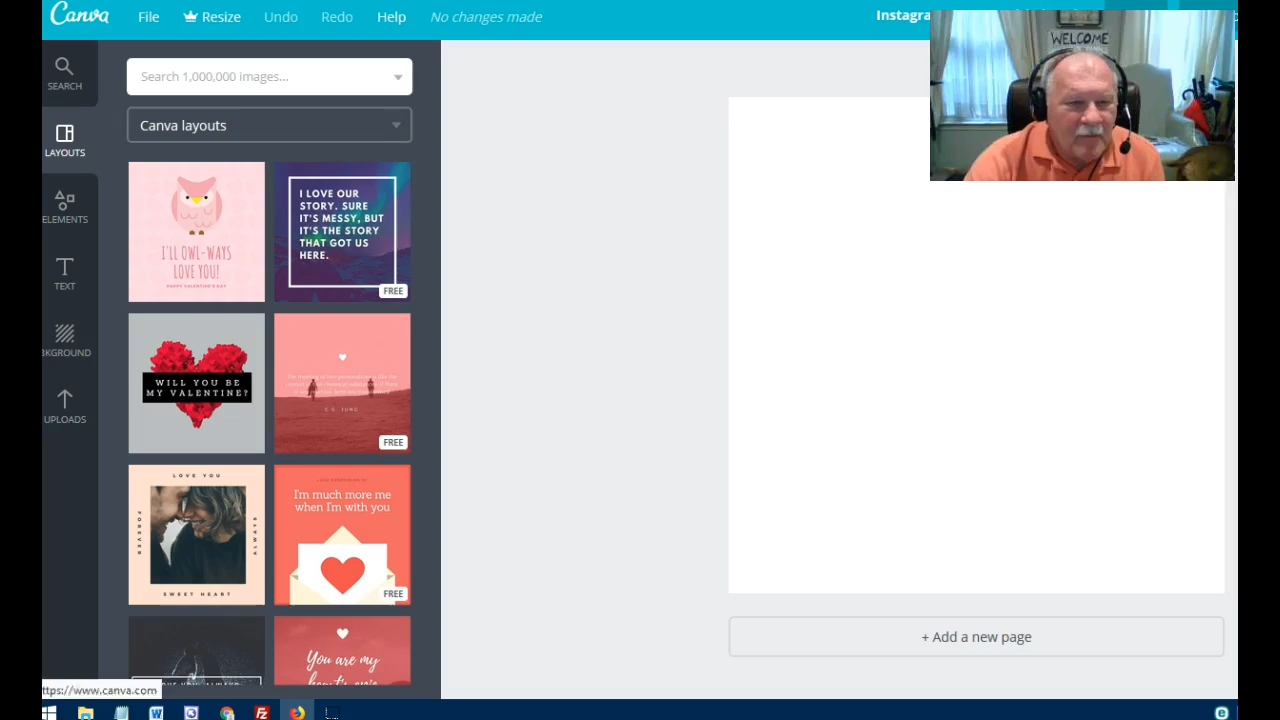 Canva
File
Resize
Undo
Redo
Help
No changes made
Instagra
WELCOME
SEARCH
LAYOUTS
ELEMENTS
TEXT
KGROUND
UPLOADS
Search 1,000,000 images...
Canva layouts
I'LL OWL-WAYS
LOVE YOU!
HAPPY VALENTINE'S DAY
I LOVE OUR
STORY. SURE
IT'S MESSY, BUT
IT'S THE STORY
THAT GOT US
HERE.
FREE
WILL YOU BE
MY VALENTINE?
C.G. JUNG
FREE
LOVE YOU
FOREVER
ALWAYS
SWEET HEART
I'm much more me
when I'm with you
FREE
You are my
+ Add a new page
ttps://www.canva.com